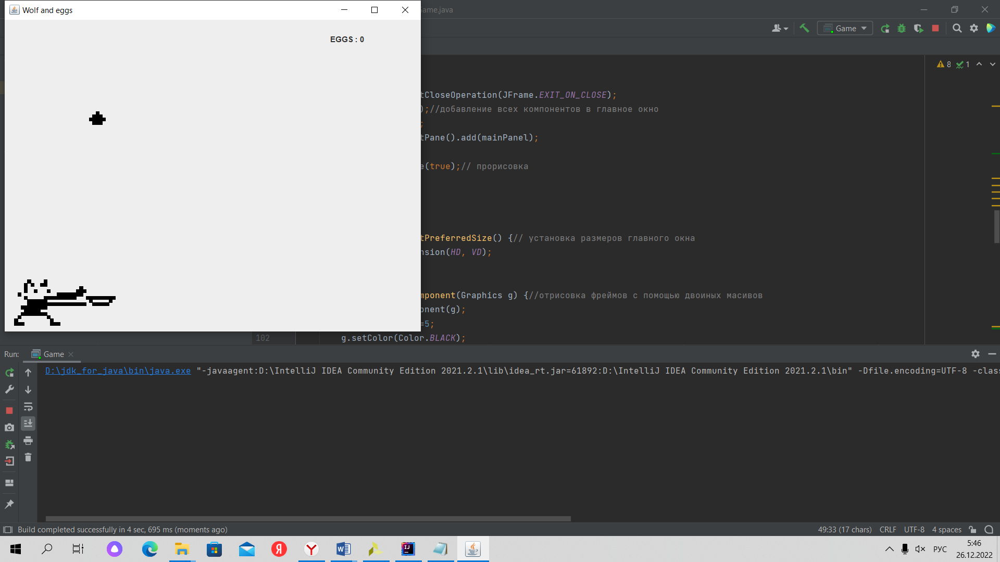 Wolf and eggs
EGGS : 0
ame.java
Game
8
1
tCloseOperation(JFrame.EXIT_ON_CLOSE);
);//добавление всех компонентов в главное окно
;
tPane().add(mainPanel);
e(true);// прорисовка
tPreferredSize() {// установка размеров главного окна
nsion(HD, VD);
mponent(Graphics g) {//отрисовка фреймов с помощью двоиных масивов
onent(g);
=5;
102
g.setColor(Color.BLACK);
Run:
Game
D:\jdk_for_java\bin\java.exe "-javaagent:D:\IntelliJ IDEA Community Edition 2021.2.1\lib\idea_rt.jar=61892:D:\IntelliJ IDEA Community Edition 2021.2.1\bin" -Dfile.encoding=UTF-8 -clas
Build completed successfully in 4 sec, 695 ms (moments ago)
49:33 (17 chars)
CRLF
UTF-8
4 spaces
РУС
5:46
26.12.2022